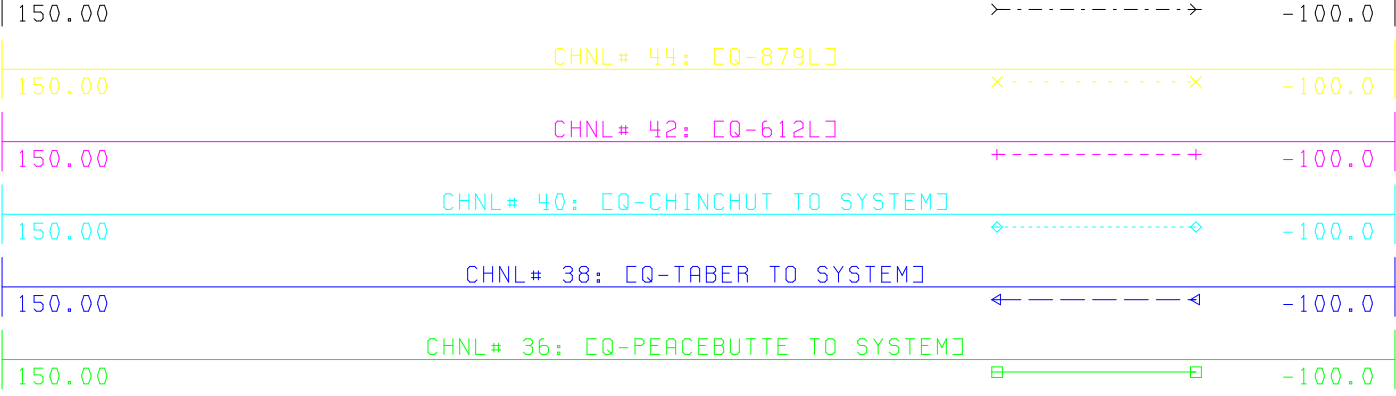 150.00 -100.0
CHNL# 44: [Q-879L]
150.00 -100.0
CHNL# 42: [Q-612L]
150.00 -100.0
CHNL# 40: [Q-CHINCHUT TO SYSTEM]
150.00 -100.0
CHNL# 38: [Q-TABER TO SYSTEM]
150.00 -100.0
CHNL# 36: [Q-PEACEBUTTE TO SYSTEM]
150.00 -100.0